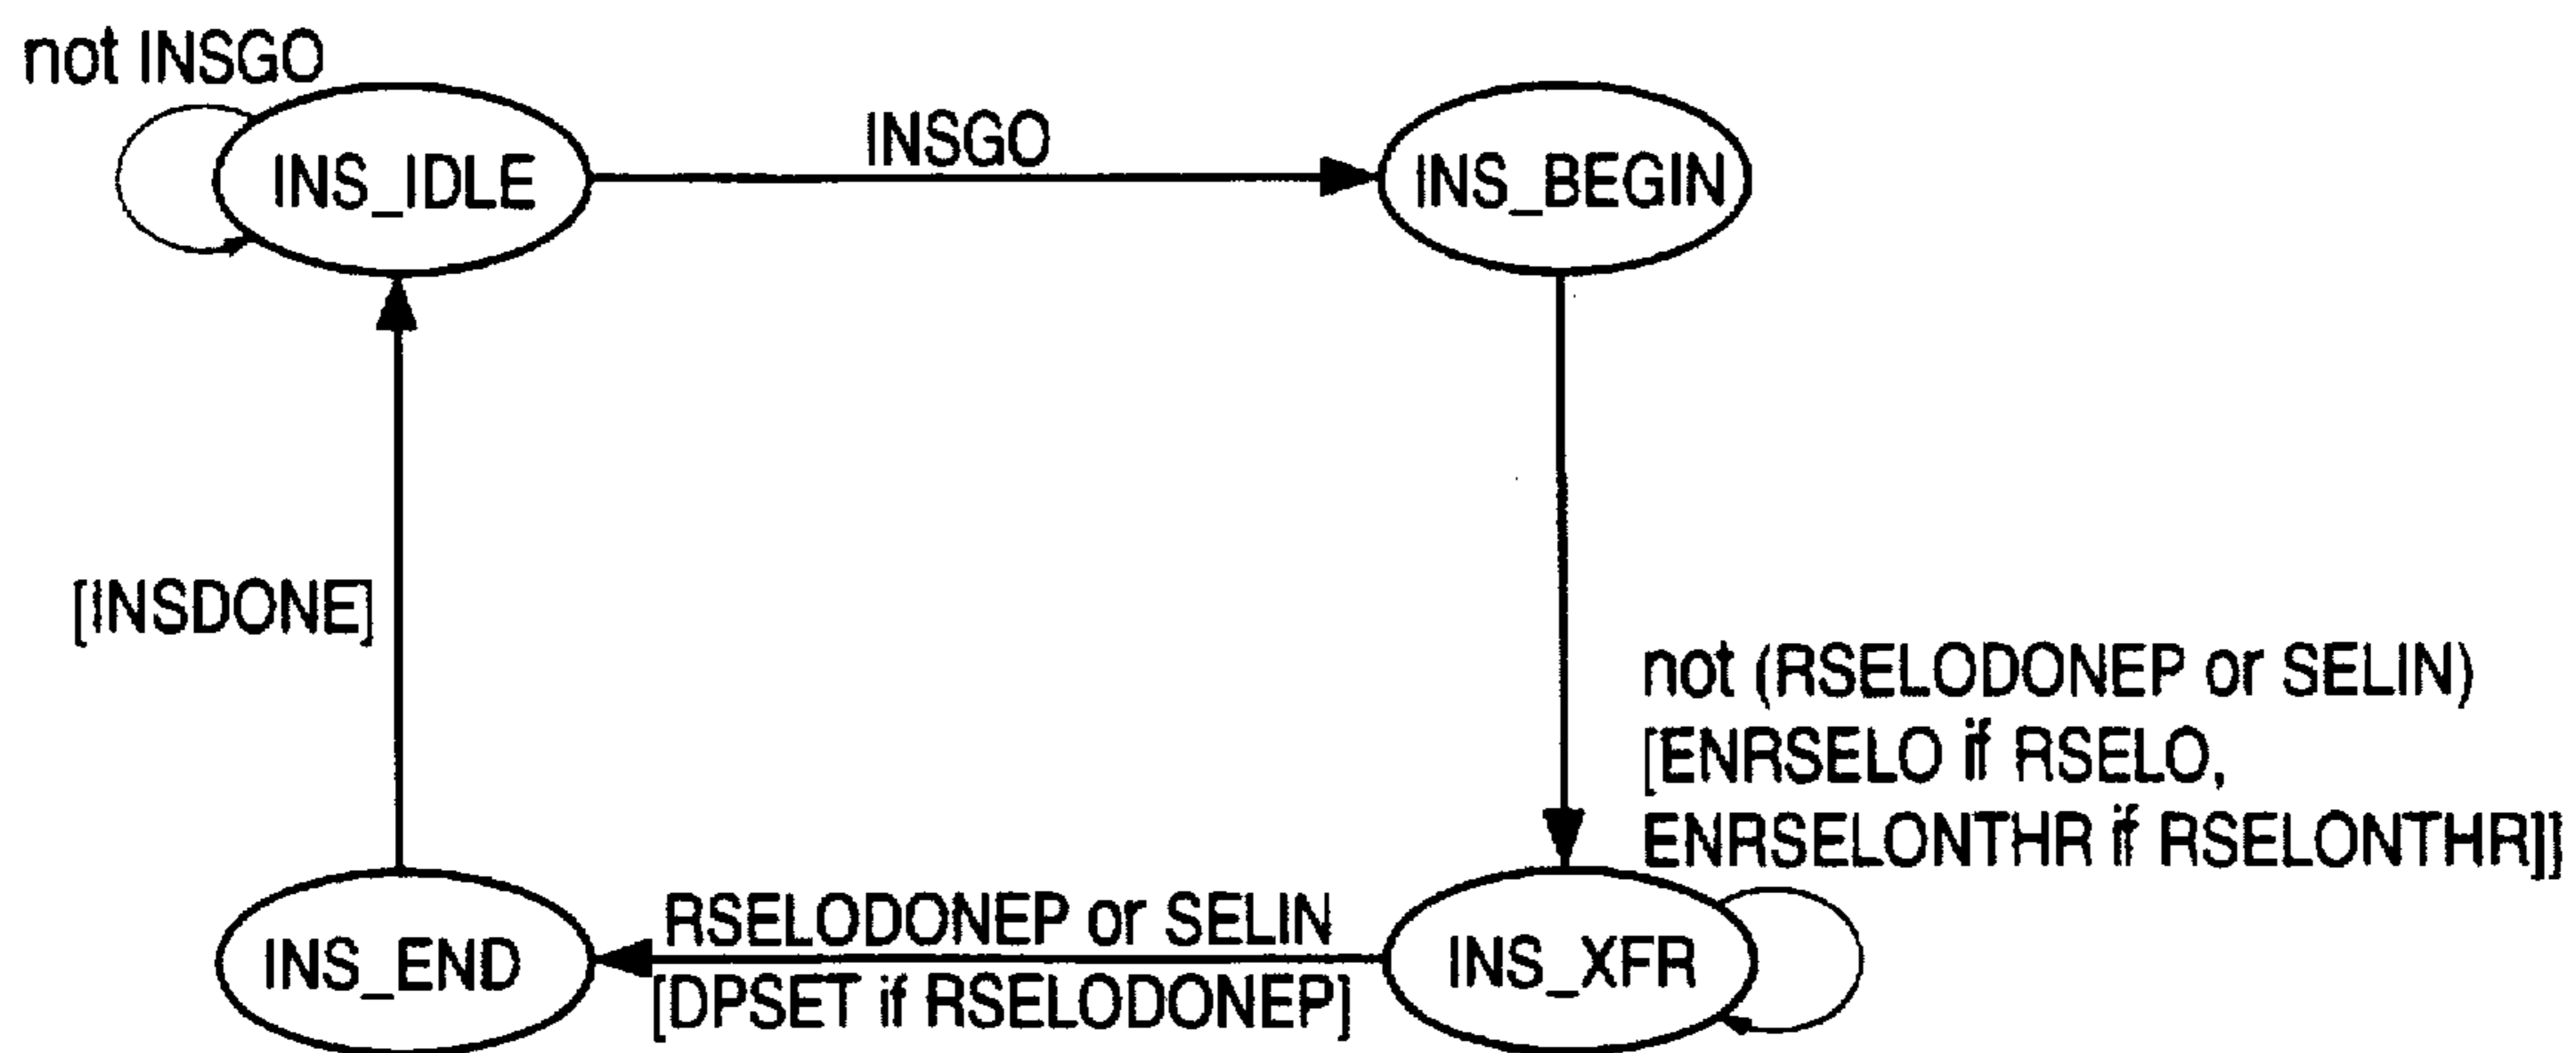 not INSGO
INS_IDLE
INSGO
INS_BEGIN
[INSDONE]
not (RSELODONEP or SELIN)
[ENRSELO if RSELO,
ENRSELONTHR if RSELONTHR]]
INS_END
RSELODONEP or SELIN
[DPSET if RSELODONEP]
INS_XFR